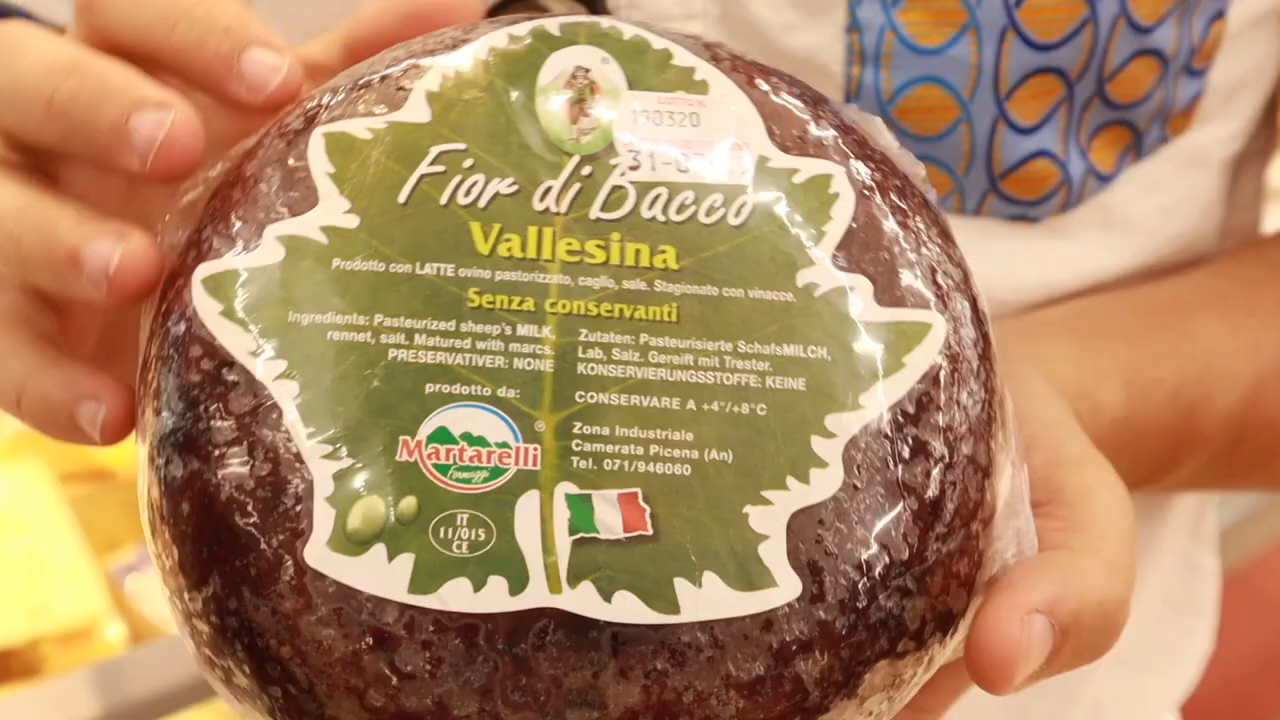 LOTTO N.
190320
31-0
Fior di Bacco
Vallesina
Prodotto con LATTE ovino pastorizzato, caglio, sale. Stagionato con vinacce.
Senza conservanti
Ingredients: Pasteurized sheep's MILK,
rennet, salt. Matured with marcs.
PRESERVATIVER: NONE
Zutaten: Pasteurisierte SchafsMILCH,
Lab, Salz. Gereift mit Trester.
KONSERVIERUNGSSTOFFE: KEINE
CONSERVARE A +4°/+8°C
prodotto da:
Martarelli ®
Formaggi
Zona Industriale
Camerata Picena (An)
Tel. 071/946060
IT
11/015
CE